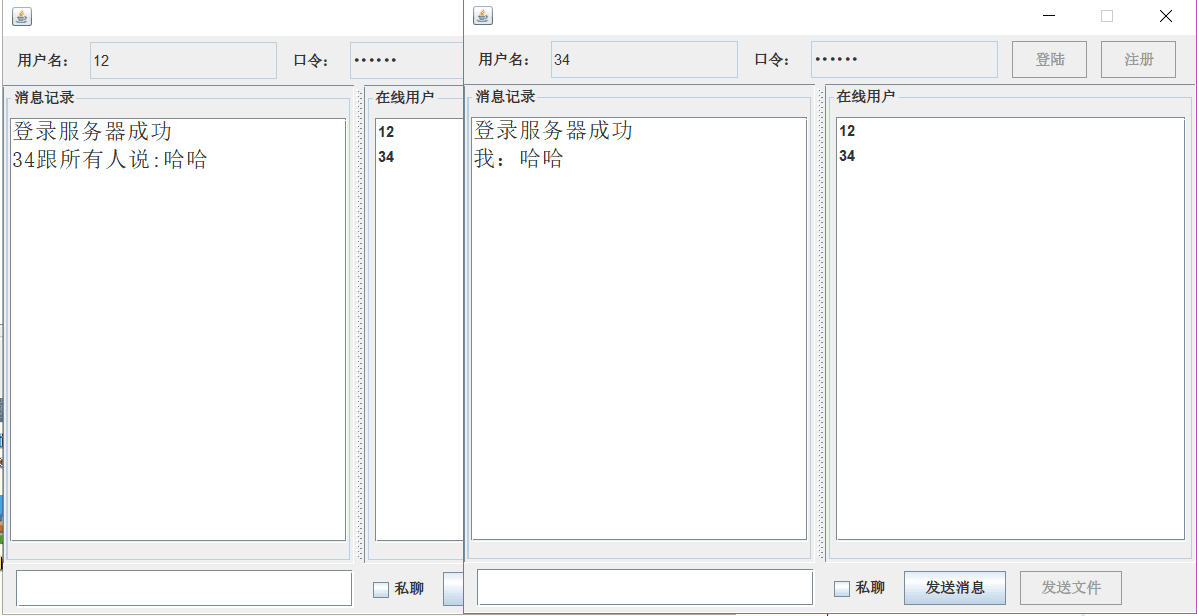 用户名： 12 口令： ••••••
消息记录
登录服务器成功
34跟所有人说:哈哈
在线用户
12
34
私聊
用户名： 34 口令： •••••• 登陆 注册
消息记录
登录服务器成功
我：哈哈
在线用户
12
34
私聊 发送消息 发送文件